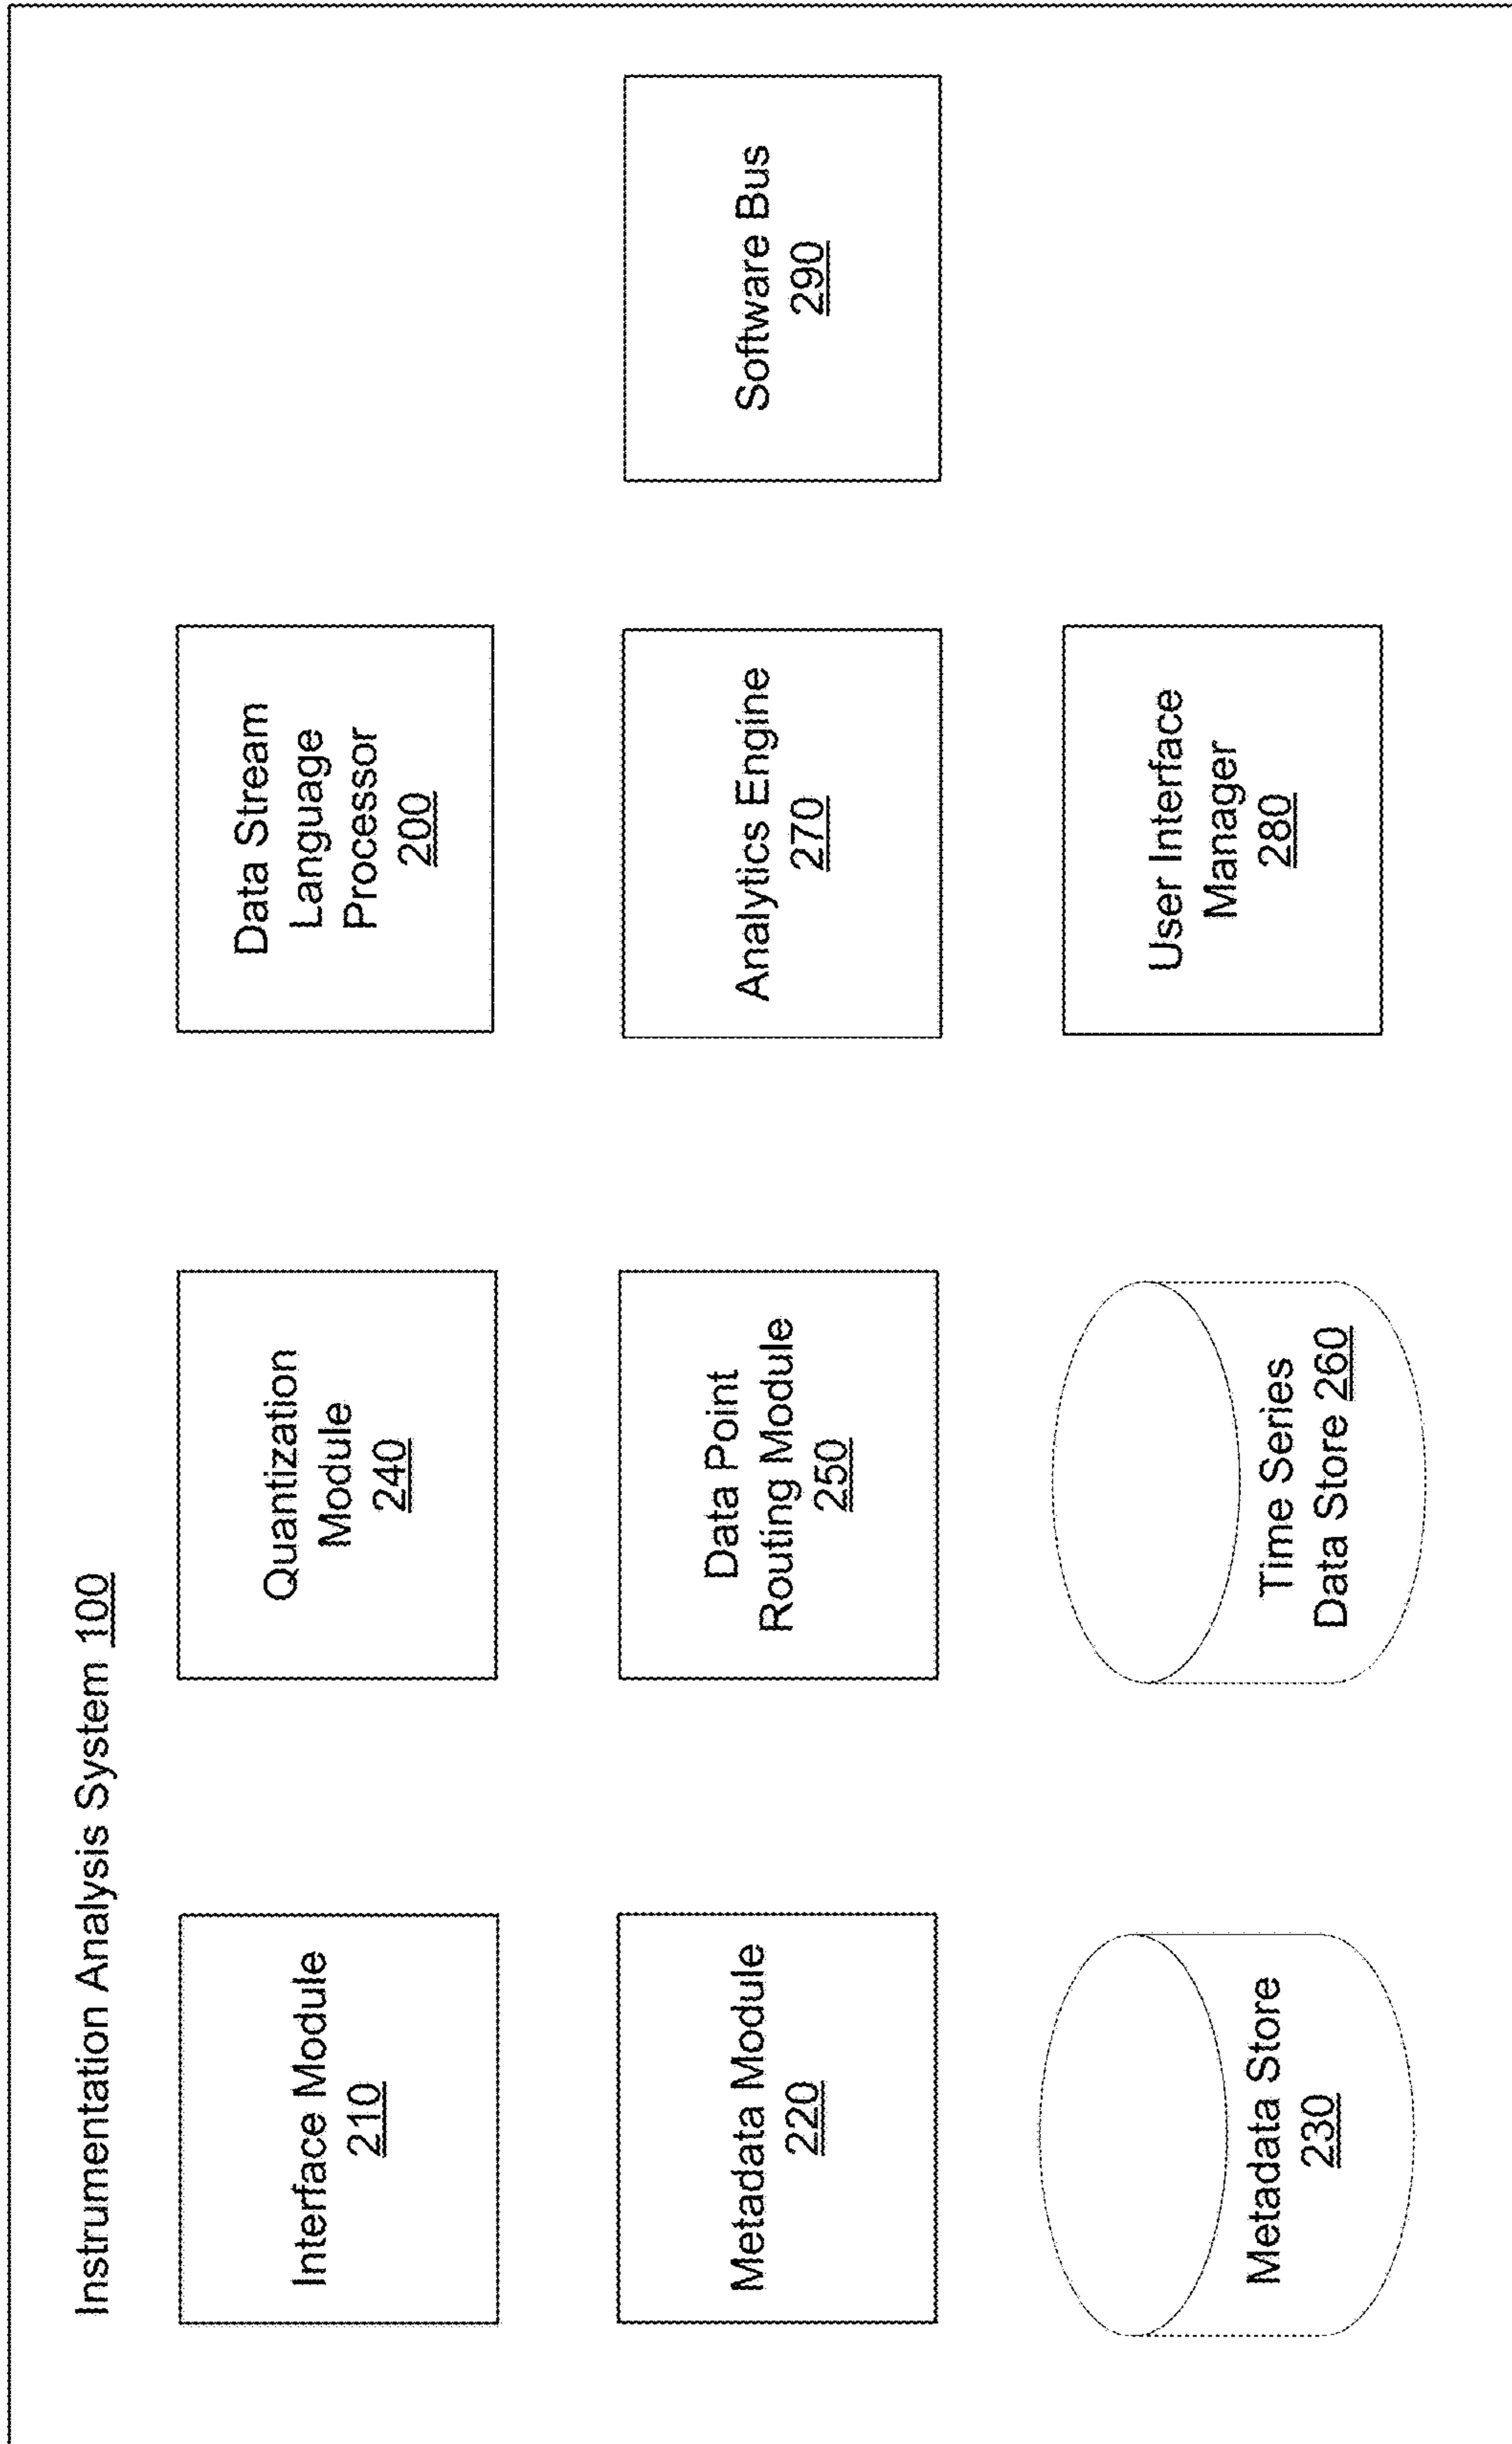 Instrumentation Analysis System 100
Interface Module
210
Quantization
Module
240
Data Stream
Language
Processor
200
Metadata Module
220
Data Point
Routing Module
250
Analytics Engine
270
Software Bus
290
Metadata Store
230
Time Series
Data Store 260
User Interface
Manager
280